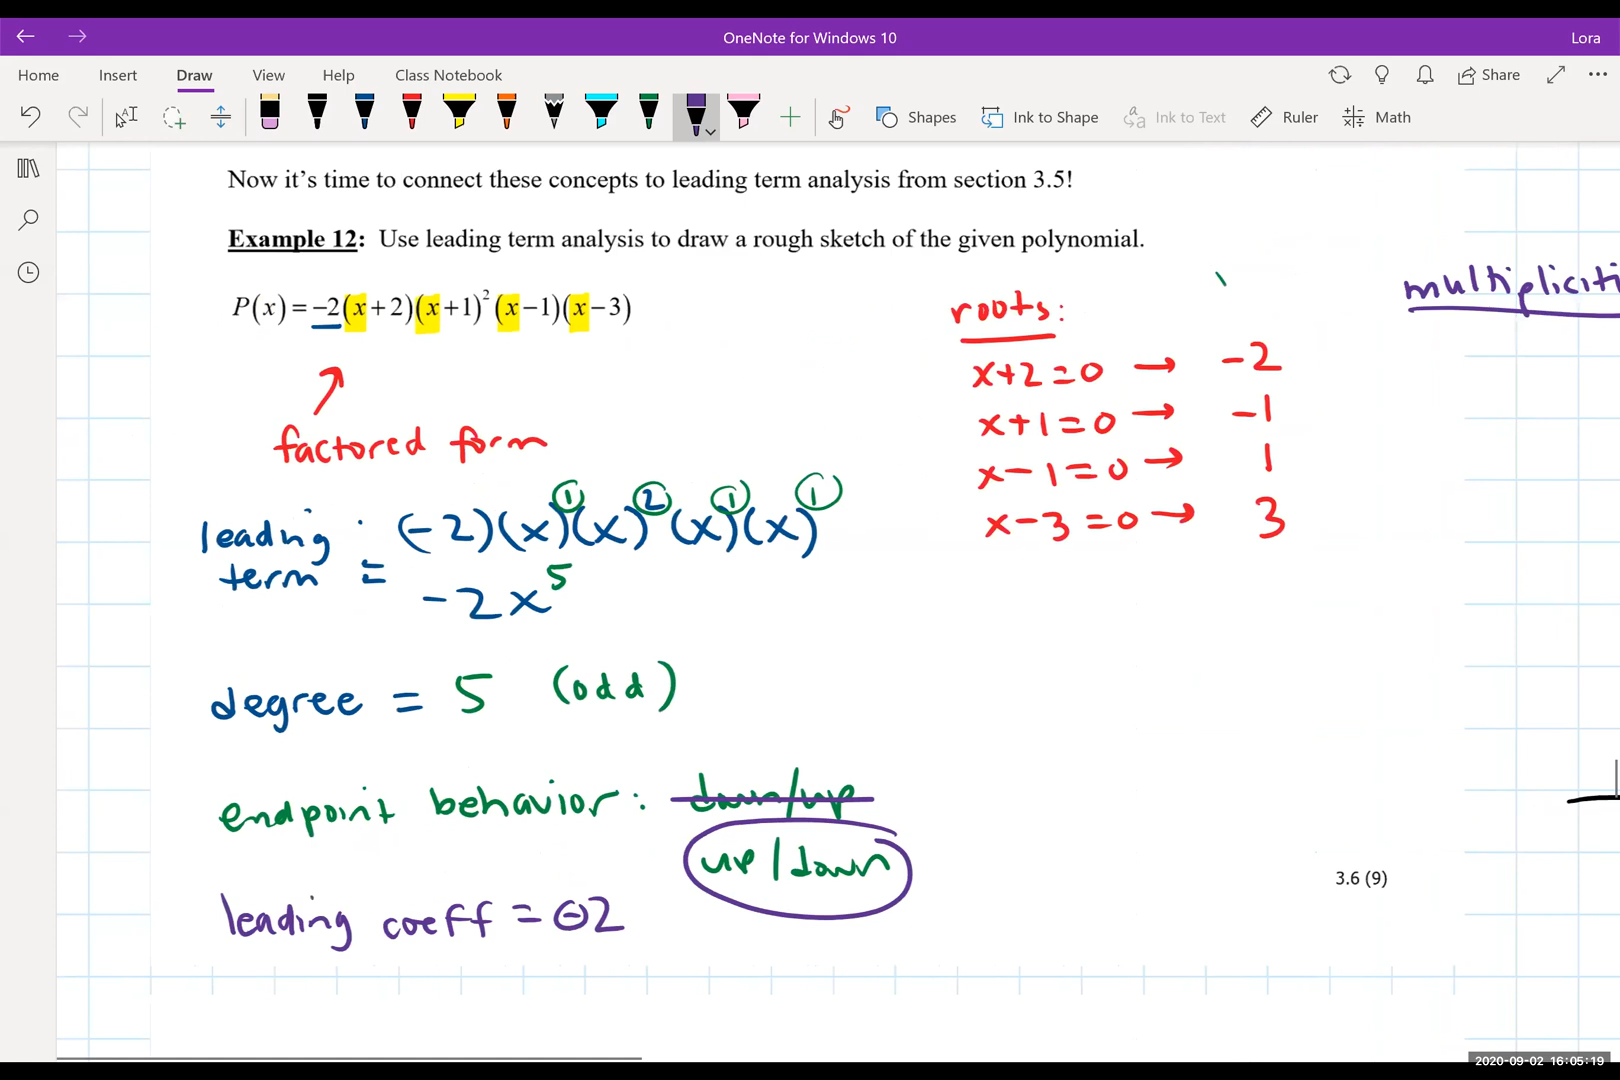 OneNote for Windows 10
Lora
Home Insert Draw View Help Class Notebook
Share
Shapes Ink to Shape Ink to Text Ruler Math
Now it's time to connect these concepts to leading term analysis from section 3.5!
Example 12: Use leading term analysis to draw a rough sketch of the given polynomial.
P(x) = −2(x+2)(x+1)²(x−1)(x−3)
factored form
leading term : (-2)(x)^1(x)^2(x)^1(x)^1
= -2x^5
degree = 5 (odd)
endpoint behavior: down/up
up/down
leading coeff = -2
roots:
x+2=0 → -2
x+1=0 → -1
x-1=0 → 1
x-3=0 → 3
multipliciti
3.6 (9)
2020-09-02 16:05:19